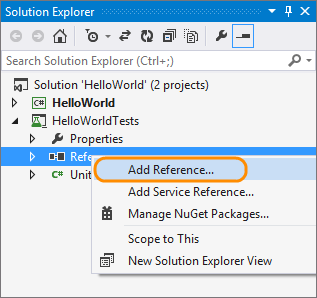 Solution Explorer
Search Solution Explorer (Ctrl+;)
Solution 'HelloWorld' (2 projects)
C# HelloWorld
HelloWorldTests
Properties
Refe
Add Reference...
C# Unit
Add Service Reference...
Manage NuGet Packages...
Scope to This
New Solution Explorer View